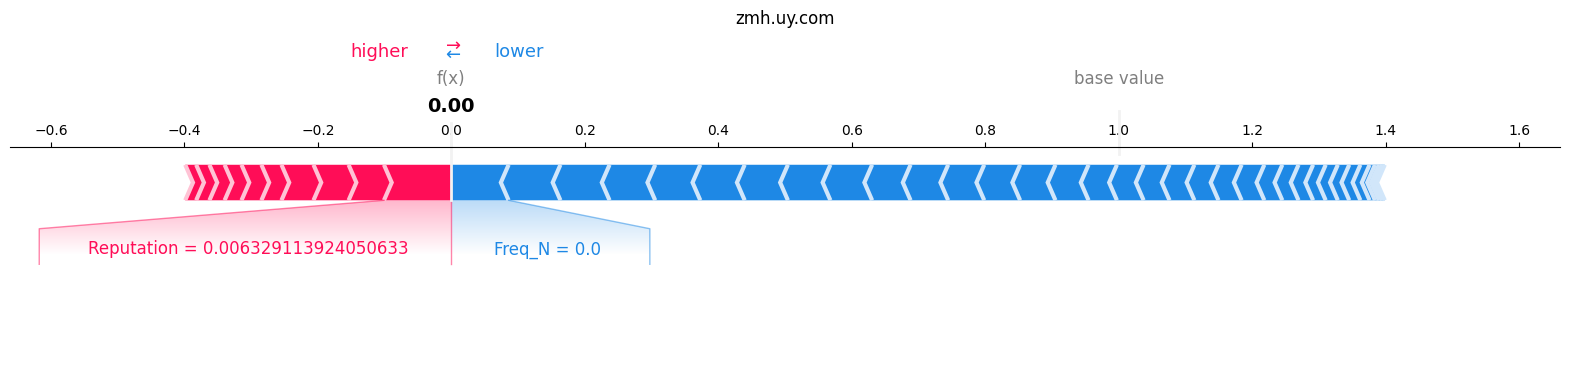 zmh.uy.com
higher ⇄ lower
f(x) base value
0.00
−0.6 −0.4 −0.2 0.0 0.2 0.4 0.6 0.8 1.0 1.2 1.4 1.6
Reputation = 0.006329113924050633 Freq_N = 0.0